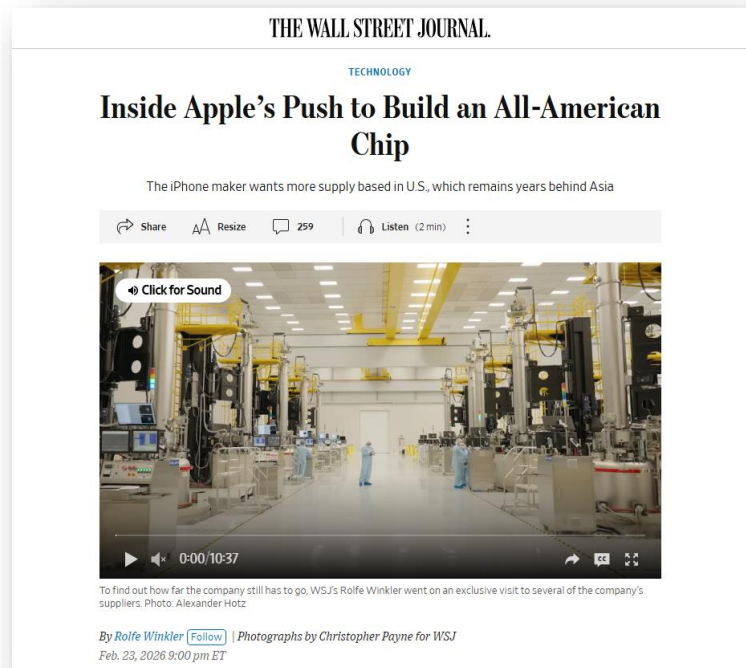 THE WALL STREET JOURNAL.
TECHNOLOGY
Inside Apple’s Push to Build an All-American
Chip
The iPhone maker wants more supply based in U.S., which remains years behind Asia
Share AA Resize 259 Listen (2 min)
Click for Sound
0:00/10:37 CC
To find out how far the company still has to go, WSJ’s Rolfe Winkler went on an exclusive visit to several of the company’s
suppliers. Photo: Alexander Hotz
By Rolfe Winkler Follow | Photographs by Christopher Payne for WSJ
Feb. 23, 2026 9:00 pm ET